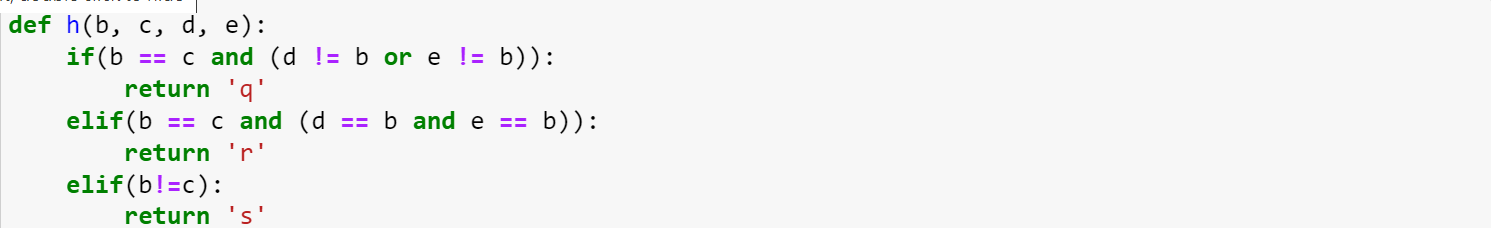 def h(b, c, d, e):
    if(b == c and (d != b or e != b)):
        return 'q'
    elif(b == c and (d == b and e == b)):
        return 'r'
    elif(b!=c):
        return 's'